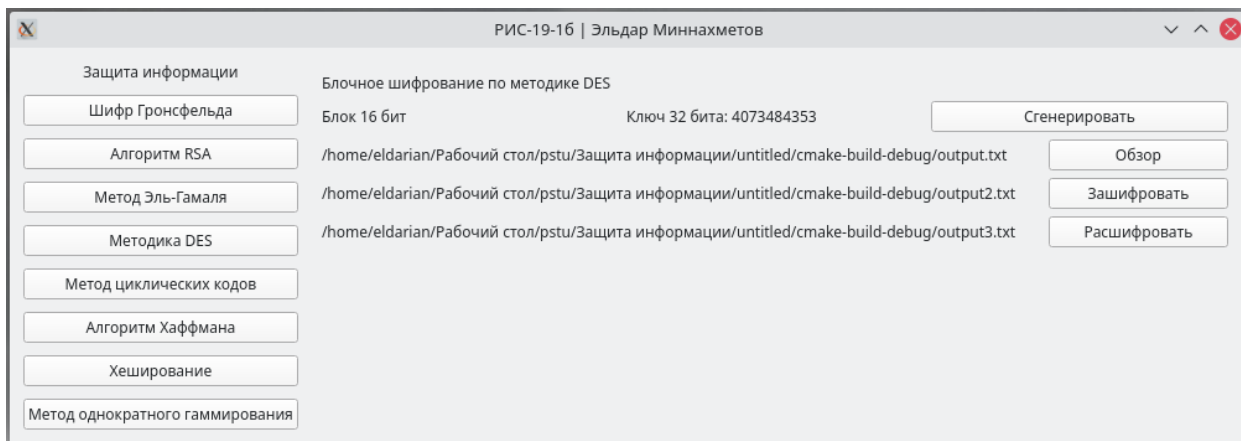 РИС-19-1б | Эльдар Миннахметов
Защита информации
Шифр Гронсфельда
Алгоритм RSA
Метод Эль-Гамаля
Методика DES
Метод циклических кодов
Алгоритм Хаффмана
Хеширование
Метод однократного гаммирования
Блочное шифрование по методике DES
Блок 16 бит Ключ 32 бита: 4073484353 Сгенерировать
/home/eldarian/Рабочий стол/pstu/Защита информации/untitled/cmake-build-debug/output.txt Обзор
/home/eldarian/Рабочий стол/pstu/Защита информации/untitled/cmake-build-debug/output2.txt Зашифровать
/home/eldarian/Рабочий стол/pstu/Защита информации/untitled/cmake-build-debug/output3.txt Расшифровать